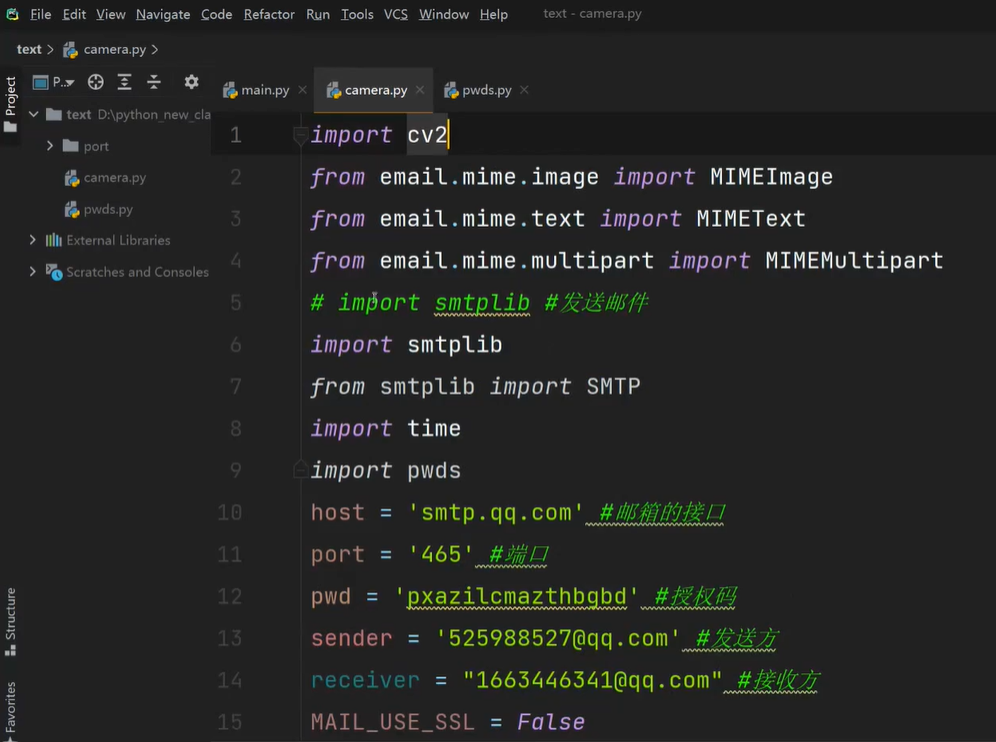 File Edit View Navigate Code Refactor Run Tools VCS Window Help text - camera.py
text camera.py
Project
P..
main.py camera.py pwds.py
text D:\python_new_cla
port
camera.py
pwds.py
External Libraries
Scratches and Consoles
Structure
Favorites
1 import cv2
2 from email.mime.image import MIMEImage
3 from email.mime.text import MIMEText
4 from email.mime.multipart import MIMEMultipart
5 # import smtplib #发送邮件
6 import smtplib
7 from smtplib import SMTP
8 import time
9 import pwds
10 host = 'smtp.qq.com' #邮箱的接口
11 port = '465' #端口
12 pwd = 'pxazilcmazthbgbd' #授权码
13 sender = '525988527@qq.com' #发送方
14 receiver = "1663446341@qq.com" #接收方
15 MAIL_USE_SSL = False